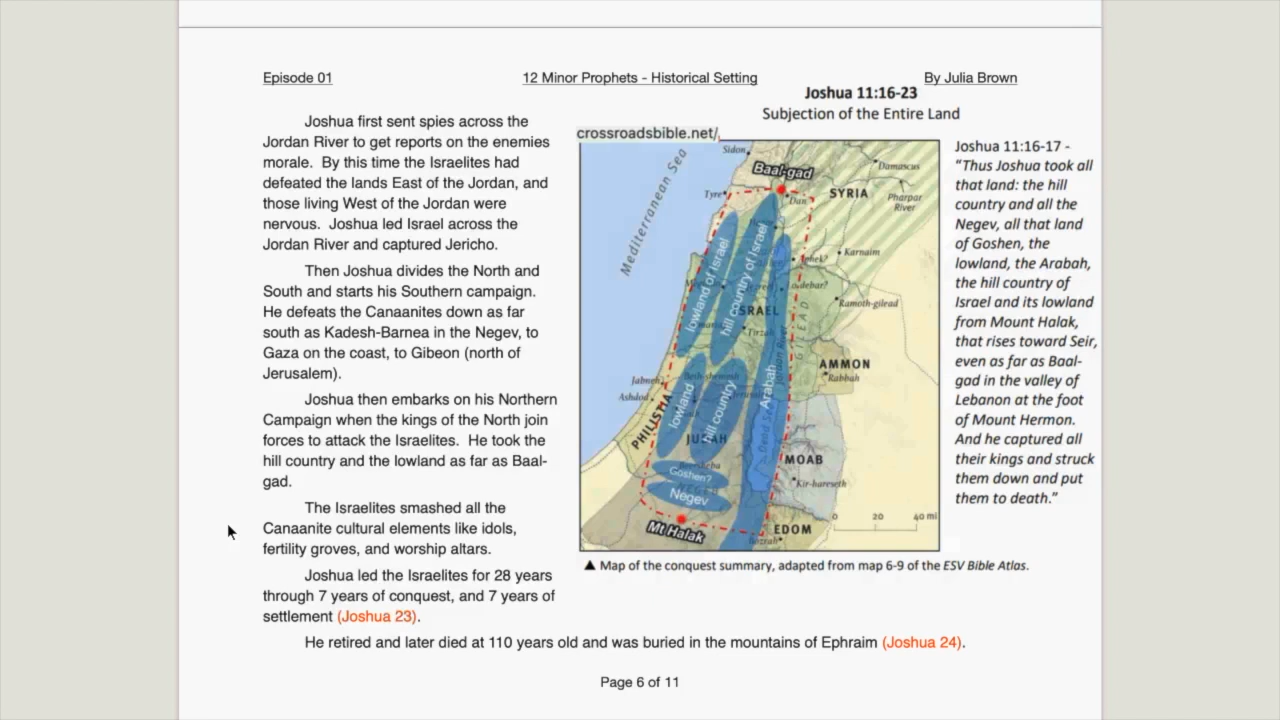 Episode 01
12 Minor Prophets - Historical Setting
By Julia Brown
Joshua first sent spies across the
Jordan River to get reports on the enemies
morale.  By this time the Israelites had
defeated the lands East of the Jordan, and
those living West of the Jordan were
nervous.  Joshua led Israel across the
Jordan River and captured Jericho.
Then Joshua divides the North and
South and starts his Southern campaign.
He defeats the Canaanites down as far
south as Kadesh-Barnea in the Negev, to
Gaza on the coast, to Gibeon (north of
Jerusalem).
Joshua then embarks on his Northern
Campaign when the kings of the North join
forces to attack the Israelites.  He took the
hill country and the lowland as far as Baal-
gad.
The Israelites smashed all the
Canaanite cultural elements like idols,
fertility groves, and worship altars.
Joshua led the Israelites for 28 years
through 7 years of conquest, and 7 years of
settlement (Joshua 23).
He retired and later died at 110 years old and was buried in the mountains of Ephraim (Joshua 24).
Joshua 11:16-23
Subjection of the Entire Land
crossroadsbible.net/
Mediterranean Sea
Sidon
Baal-gad
Damascus
Tyre
Dan
SYRIA
Pharpar
River
Karnaim
lowland of Israel
hill country of Israel
Ramoth-gilead
ISRAEL
Tirzah
GILEAD
Jordan River
AMMON
Rabbah
Jabneh
Ashdod
PHILISTIA
lowland
hill country
Arabah
JUDAH
Dead Sea
MOAB
Kir-hareseth
Beersheba
Goshen?
Negev
Mt Halak
EDOM
Bozrah
0 20 40 mi
▲ Map of the conquest summary, adapted from map 6-9 of the ESV Bible Atlas.
Joshua 11:16-17 -
“Thus Joshua took all
that land: the hill
country and all the
Negev, all that land
of Goshen, the
lowland, the Arabah,
the hill country of
Israel and its lowland
from Mount Halak,
that rises toward Seir,
even as far as Baal-
gad in the valley of
Lebanon at the foot
of Mount Hermon.
And he captured all
their kings and struck
them down and put
them to death.”
Page 6 of 11